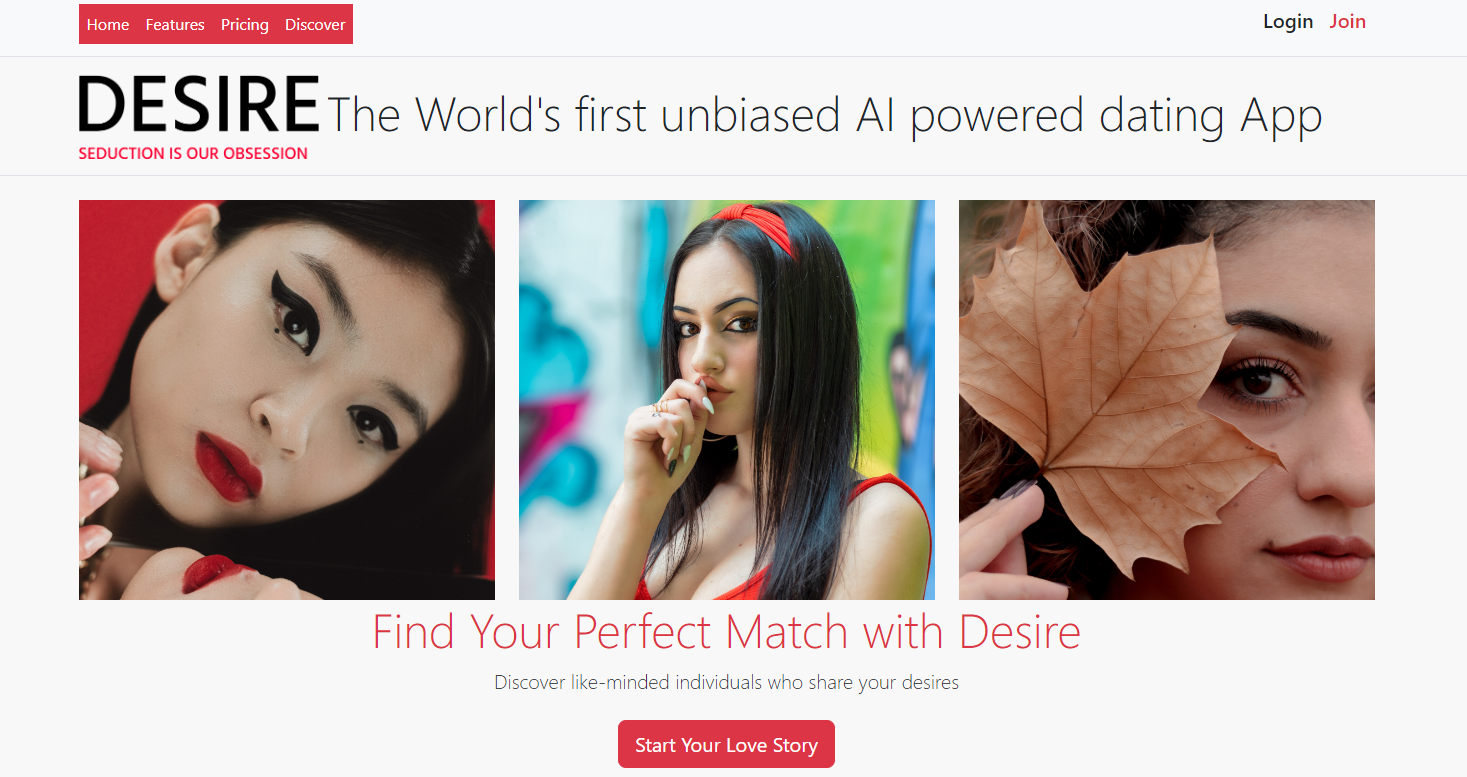 Home Features Pricing Discover Login Join
DESIRE The World's first unbiased AI powered dating App
SEDUCTION IS OUR OBSESSION
Find Your Perfect Match with Desire
Discover like-minded individuals who share your desires
Start Your Love Story